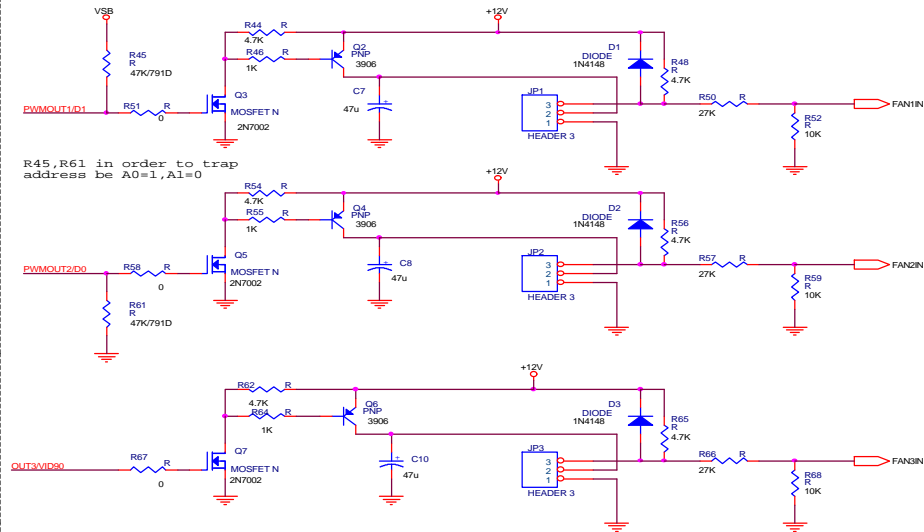 VSB
+12V
R44
R
4.7K
R46
R
1K
Q2
PNP
3906
D1
DIODE
1N4148
R45
R
47K/791D
R48
R
4.7K
C7
47u
Q3
MOSFET N
2N7002
PWMOUT1/D1
R51
R
0
JP1
3
2
1
HEADER 3
R50
R
27K
FAN1IN
R52
R
10K
R45,R61 in order to trap
address be A0=1,A1=0
+12V
R54
R
4.7K
R55
R
1K
Q4
PNP
3906
D2
DIODE
1N4148
R56
R
4.7K
Q5
MOSFET N
2N7002
C8
47u
PWMOUT2/D0
R58
R
0
JP2
3
2
1
HEADER 3
R57
R
27K
FAN2IN
R59
R
10K
R61
R
47K/791D
+12V
R62
R
4.7K
R64
R
1K
Q6
PNP
3906
D3
DIODE
1N4148
R65
R
4.7K
Q7
MOSFET N
2N7002
C10
47u
OUT3/VID90
R67
R
0
JP3
3
2
1
HEADER 3
R66
R
27K
FAN3IN
R68
R
10K